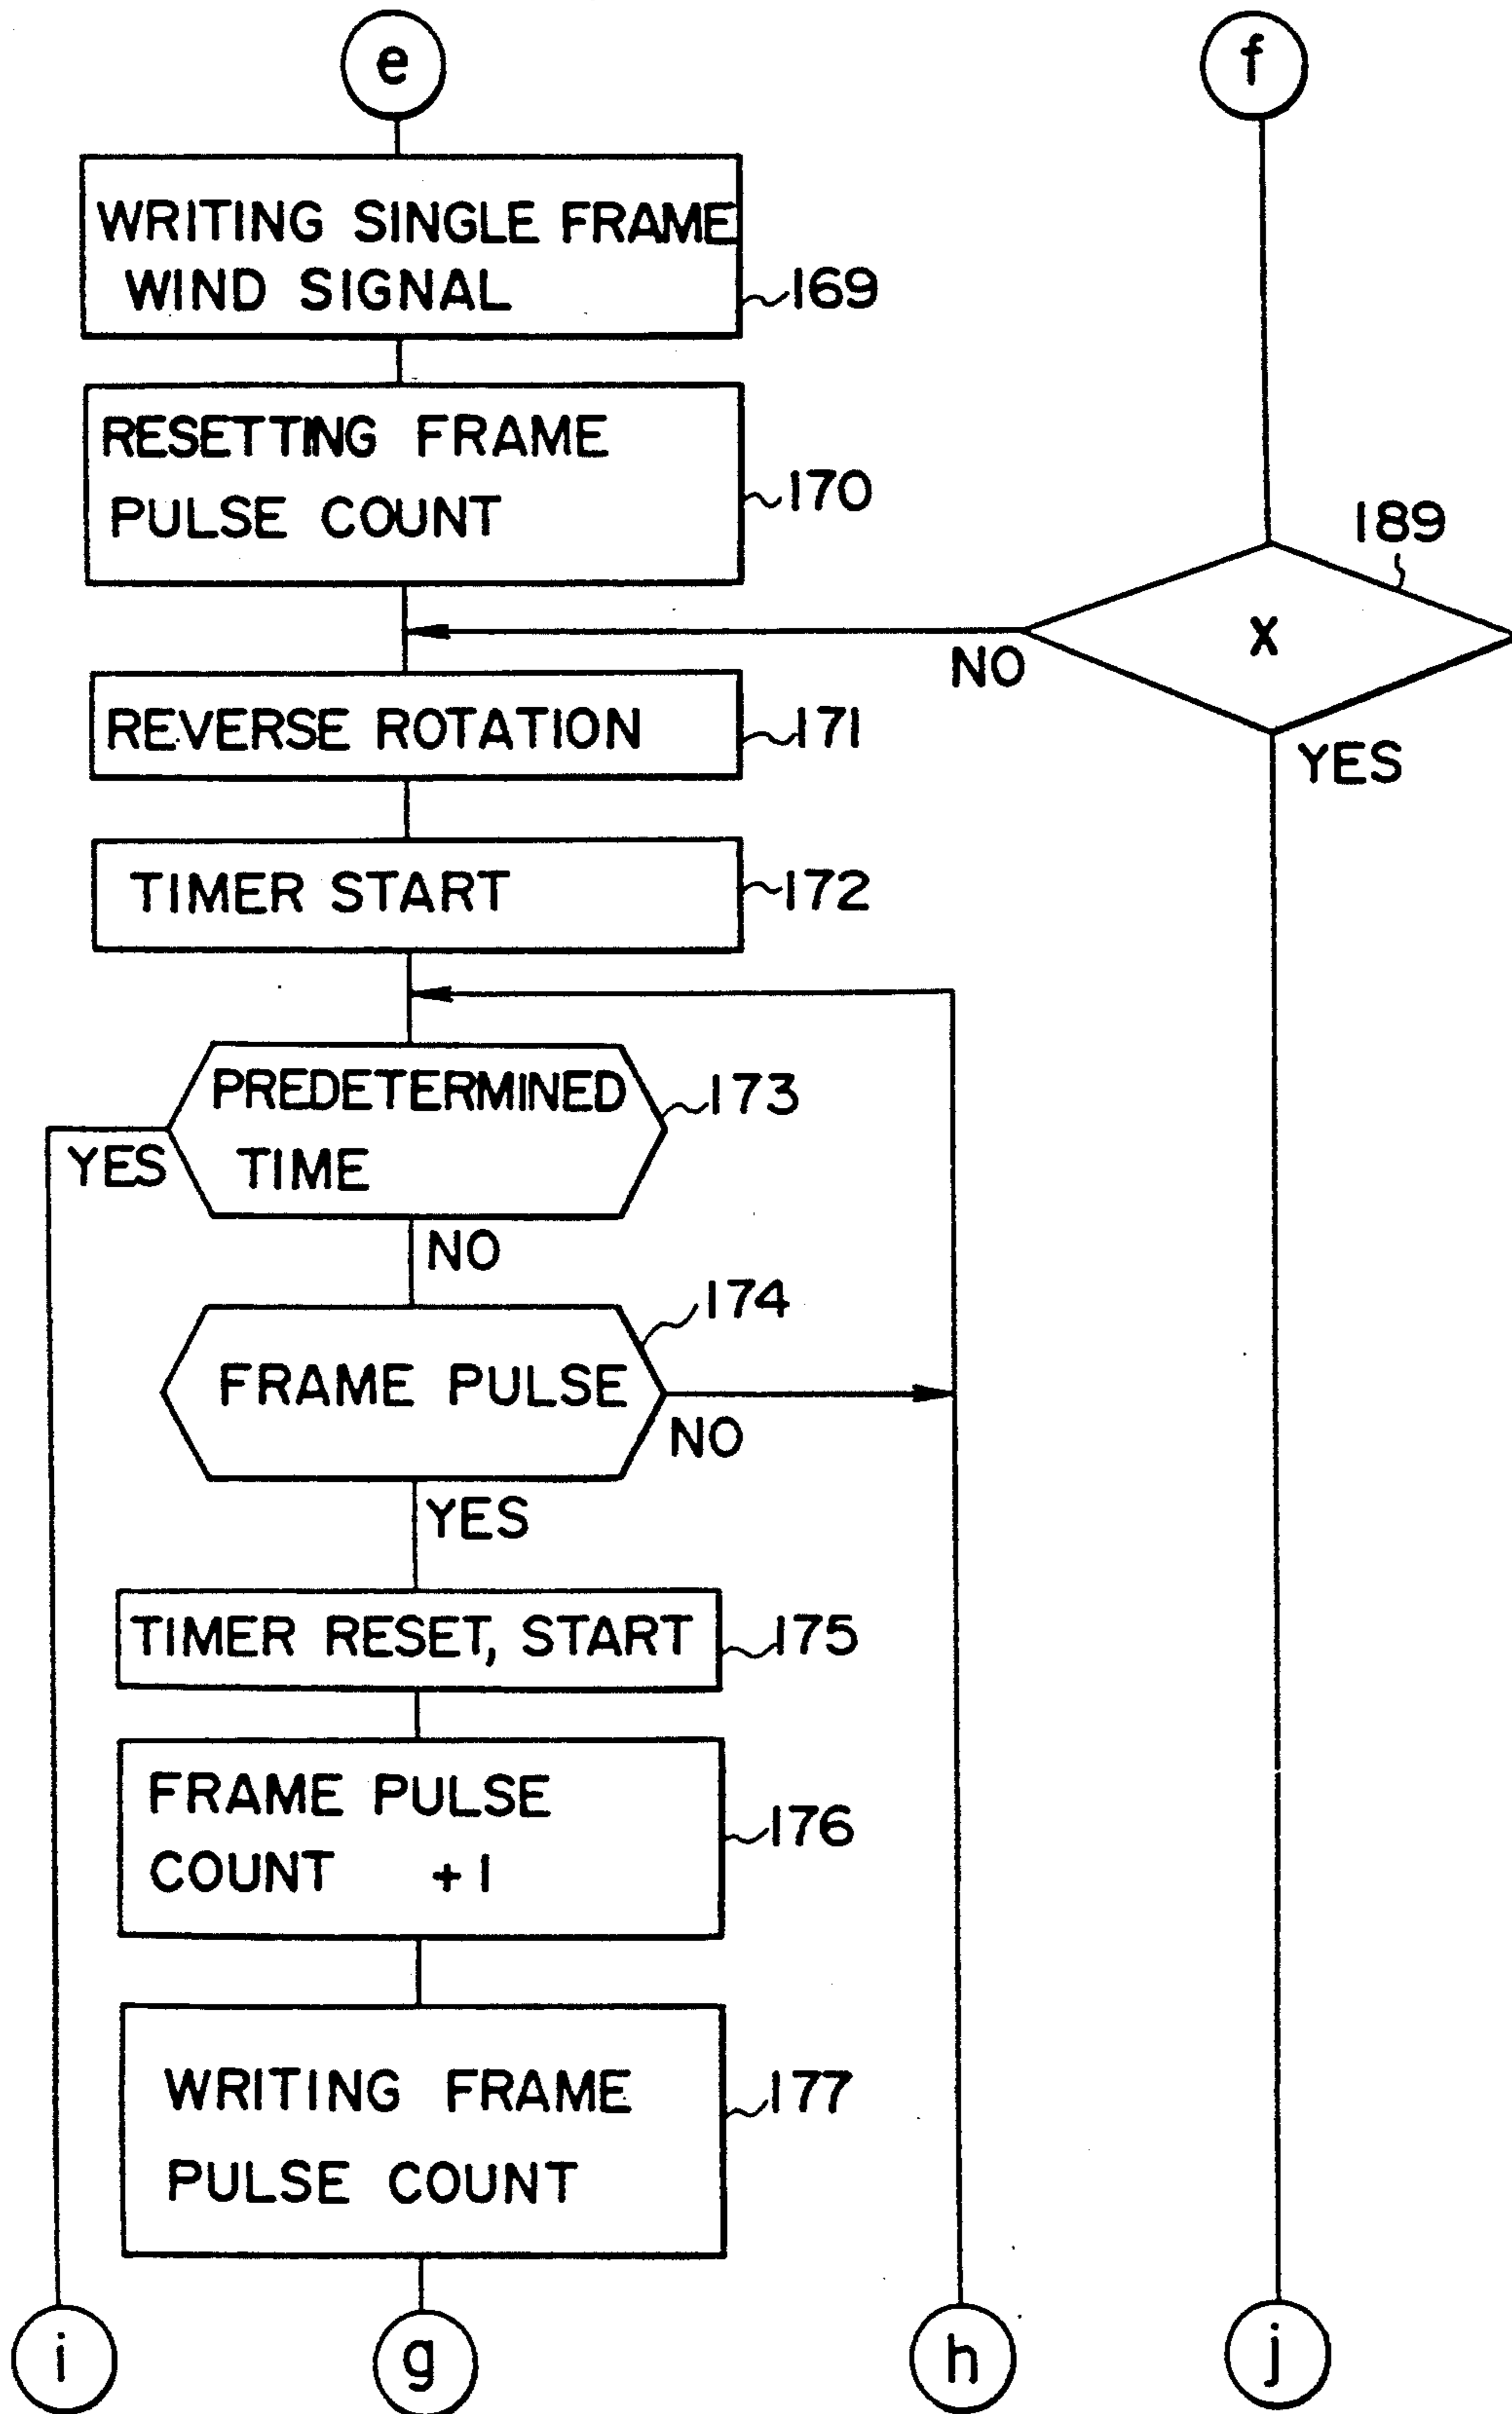 e
f
WRITING SINGLE FRAME
WIND SIGNAL
169
RESETTING FRAME
PULSE COUNT
170
189
X
NO
YES
REVERSE ROTATION
171
TIMER START
172
PREDETERMINED
TIME
173
YES
NO
174
FRAME PULSE
NO
YES
TIMER RESET, START
175
FRAME PULSE
COUNT +1
176
WRITING FRAME
PULSE COUNT
177
i
g
h
j